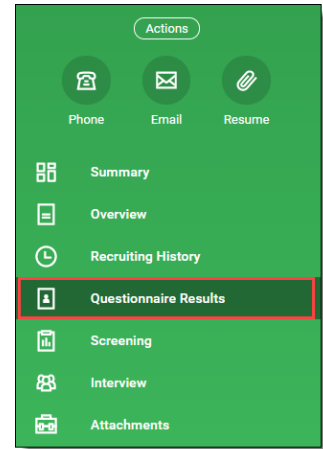 Actions
Phone Email Resume
Summary
Overview
Recruiting History
Questionnaire Results
Screening
Interview
Attachments